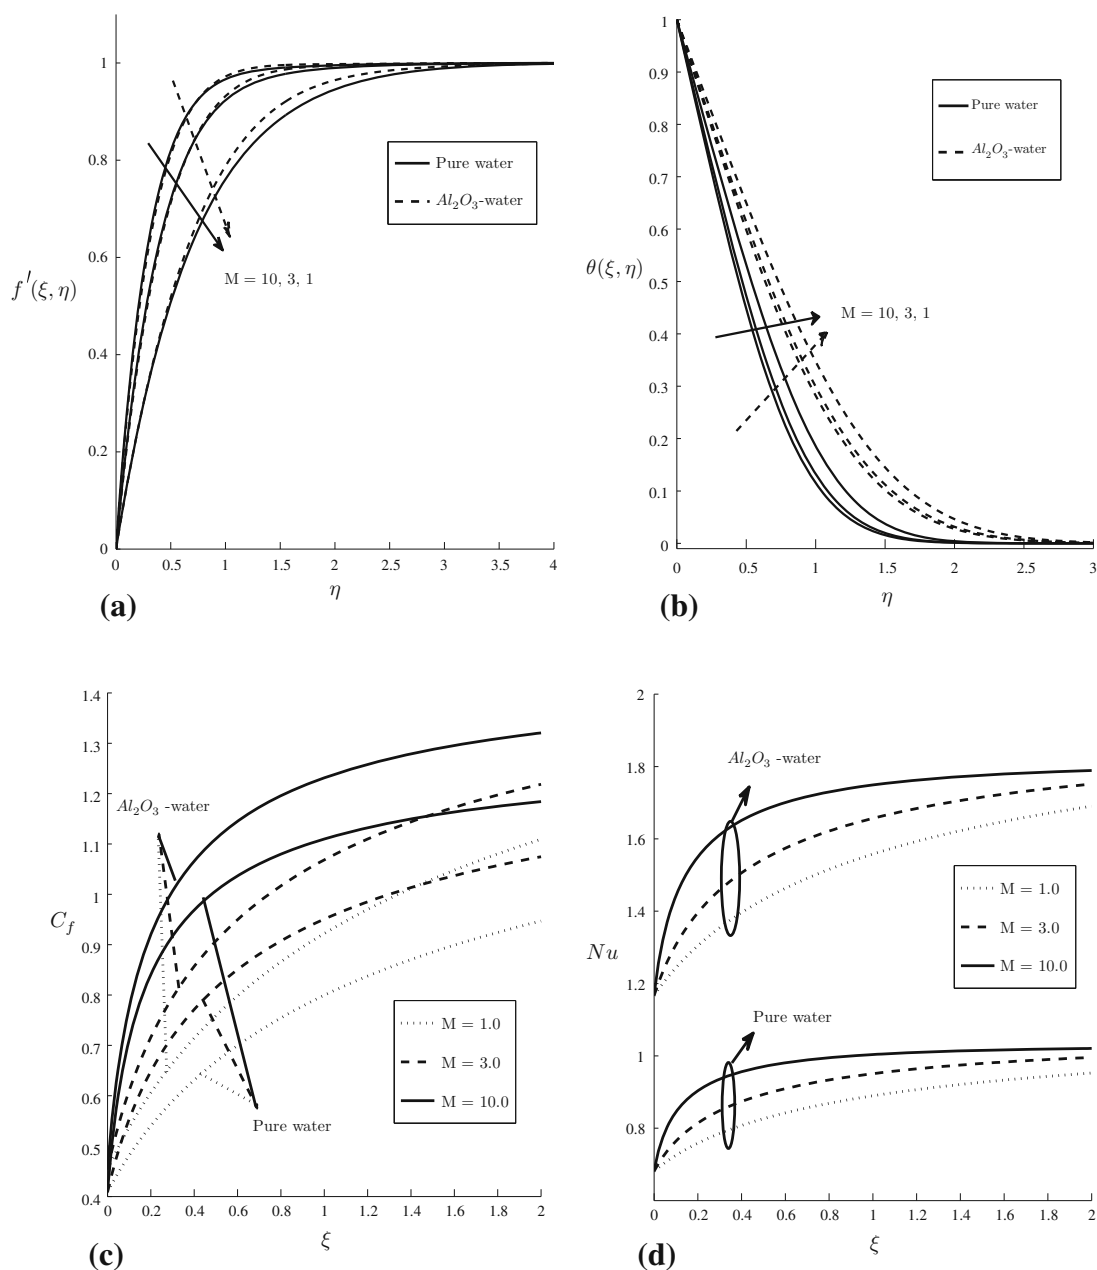 1
0.8
0.6
0.4
0.2
0
f ′(ξ, η)
Pure water
Al₂O₃-water
M = 10, 3, 1
0 0.5 1 1.5 2 2.5 3 3.5 4
η
(a)
1
0.9
0.8
0.7
0.6
0.5
0.4
0.3
0.2
0.1
0
θ(ξ, η)
Pure water
Al₂O₃-water
M = 10, 3, 1
0 0.5 1 1.5 2 2.5 3
η
(b)
1.4
1.3
1.2
1.1
1
0.9
0.8
0.7
0.6
0.5
0.4
C_f
Al₂O₃ -water
M = 1.0
M = 3.0
M = 10.0
Pure water
0 0.2 0.4 0.6 0.8 1 1.2 1.4 1.6 1.8 2
ξ
(c)
2
1.8
1.6
1.4
1.2
1
0.8
Nu
Al₂O₃ -water
M = 1.0
M = 3.0
M = 10.0
Pure water
0 0.2 0.4 0.6 0.8 1 1.2 1.4 1.6 1.8 2
ξ
(d)